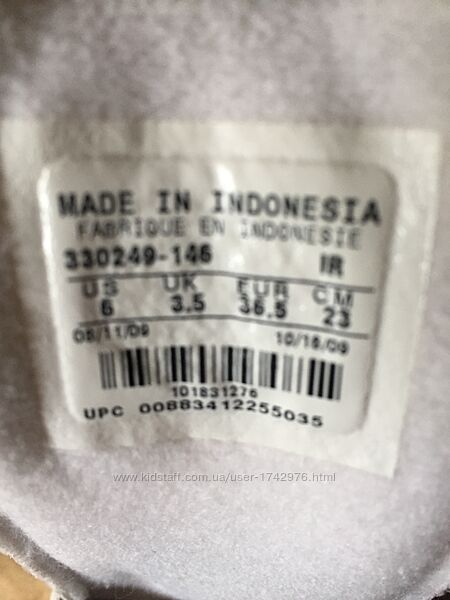 MADE IN INDONESIA
FABRIQUE EN INDONESIE
330249-146 IR
US UK EUR CM
6 3.5 36.5 23
08/11/09 10/16/09
101831276
UPC 00883412255035
www.kidstaff.com.ua/user-1742976.html